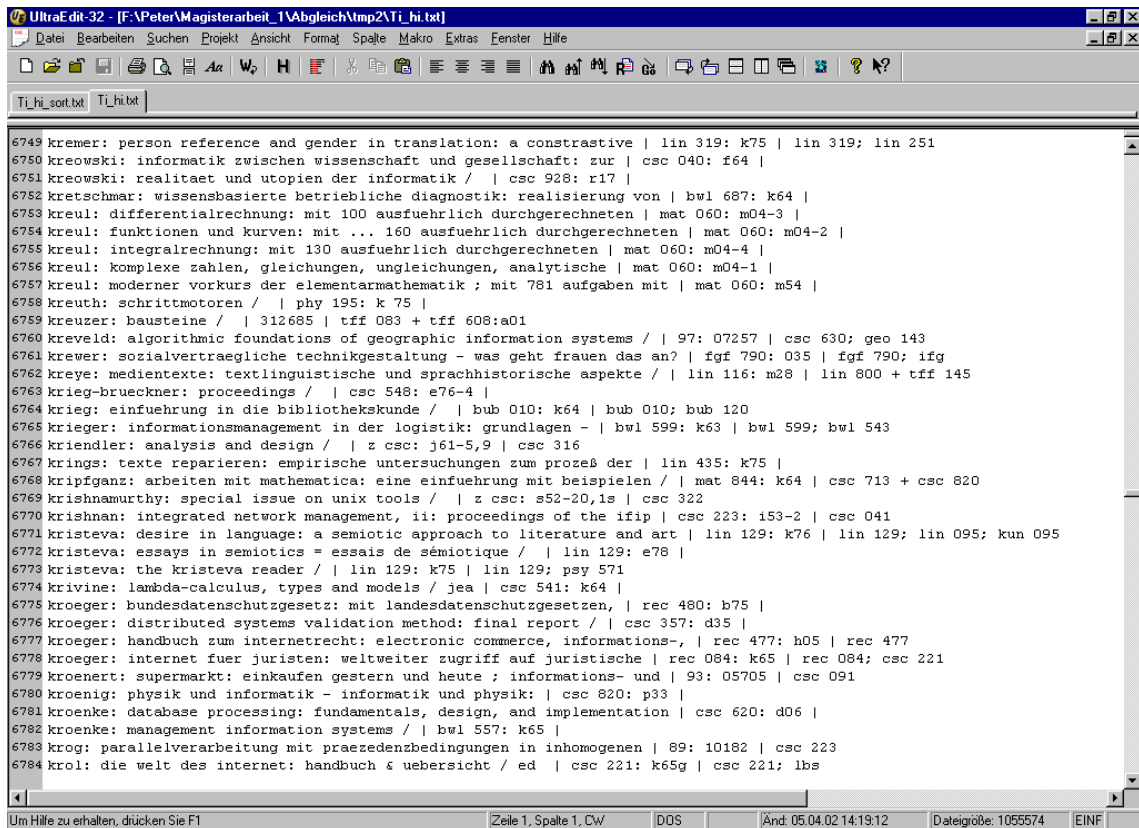 UltraEdit-32 - [F:\Peter\Magisterarbeit_1\Abgleich\tmp2\Ti_hi.txt]
Datei Bearbeiten Suchen Projekt Ansicht Format Spalte Makro Extras Fenster Hilfe
Ti_hi_sort.txt Ti_hi.txt
6749 kremer: person reference and gender in translation: a constrastive | lin 319: k75 | lin 319; lin 251
6750 kreowski: informatik zwischen wissenschaft und gesellschaft: zur | csc 040: f64 |
6751 kreowski: realitaet und utopien der informatik / | csc 928: r17 |
6752 kretschmar: wissensbasierte betriebliche diagnostik: realisierung von | bwl 687: k64 |
6753 kreul: differentialrechnung: mit 100 ausfuehrlich durchgerechneten | mat 060: m04-3 |
6754 kreul: funktionen und kurven: mit ... 160 ausfuehrlich durchgerechneten | mat 060: m04-2 |
6755 kreul: integralrechnung: mit 130 ausfuehrlich durchgerechneten | mat 060: m04-4 |
6756 kreul: komplexe zahlen, gleichungen, ungleichungen, analytische | mat 060: m04-1 |
6757 kreul: moderner vorkurs der elementarmathematik ; mit 781 aufgaben mit | mat 060: m54 |
6758 kreuth: schrittmotoren / | phy 195: k 75 |
6759 kreuzer: bausteine / | 312685 | tff 083 + tff 608:a01
6760 kreveld: algorithmic foundations of geographic information systems / | 97: 07257 | csc 630; geo 143
6761 krewer: sozialvertraegliche technikgestaltung - was geht frauen das an? | fgf 790: 035 | fgf 790; ifg
6762 kreye: medientexte: textlinguistische und sprachhistorische aspekte / | lin 116: m28 | lin 800 + tff 145
6763 krieg-brueckner: proceedings / | csc 548: e76-4 |
6764 krieg: einfuehrung in die bibliothekskunde / | bub 010: k64 | bub 010; bub 120
6765 krieger: informationsmanagement in der logistik: grundlagen - | bwl 599: k63 | bwl 599; bwl 543
6766 kriendler: analysis and design / | z csc: j61-5,9 | csc 316
6767 krings: texte reparieren: empirische untersuchungen zum prozeß der | lin 435: k75 |
6768 kripfganz: arbeiten mit mathematica: eine einfuehrung mit beispielen / | mat 844: k64 | csc 713 + csc 820
6769 krishnamurthy: special issue on unix tools / | z csc: s52-20,1s | csc 322
6770 krishnan: integrated network management, ii: proceedings of the ifip | csc 223: i53-2 | csc 041
6771 kristeva: desire in language: a semiotic approach to literature and art | lin 129: k76 | lin 129; lin 095; kun 095
6772 kristeva: essays in semiotics = essais de sémiotique / | lin 129: e78 |
6773 kristeva: the kristeva reader / | lin 129: k75 | lin 129; psy 571
6774 krivine: lambda-calculus, types and models / jea | csc 541: k64 |
6775 kroeger: bundesdatenschutzgesetz: mit landesdatenschutzgesetzen, | rec 480: b75 |
6776 kroeger: distributed systems validation method: final report / | csc 357: d35 |
6777 kroeger: handbuch zum internetrecht: electronic commerce, informations-, | rec 477: h05 | rec 477
6778 kroeger: internet fuer juristen: weltweiter zugriff auf juristische | rec 084: k65 | rec 084; csc 221
6779 kroenert: supermarkt: einkaufen gestern und heute ; informations- und | 93: 05705 | csc 091
6780 kroenig: physik und informatik - informatik und physik: | csc 820: p33 |
6781 kroenke: database processing: fundamentals, design, and implementation | csc 620: d06 |
6782 kroenke: management information systems / | bwl 557: k65 |
6783 krog: parallelverarbeitung mit praezedenzbedingungen in inhomogenen | 89: 10182 | csc 223
6784 krol: die welt des internet: handbuch & uebersicht / ed | csc 221: k65g | csc 221; lbs
Um Hilfe zu erhalten, drücken Sie F1 Zeile 1, Spalte 1, CW DOS Änd: 05.04.02 14:19:12 Dateigröße: 1055574 EINF